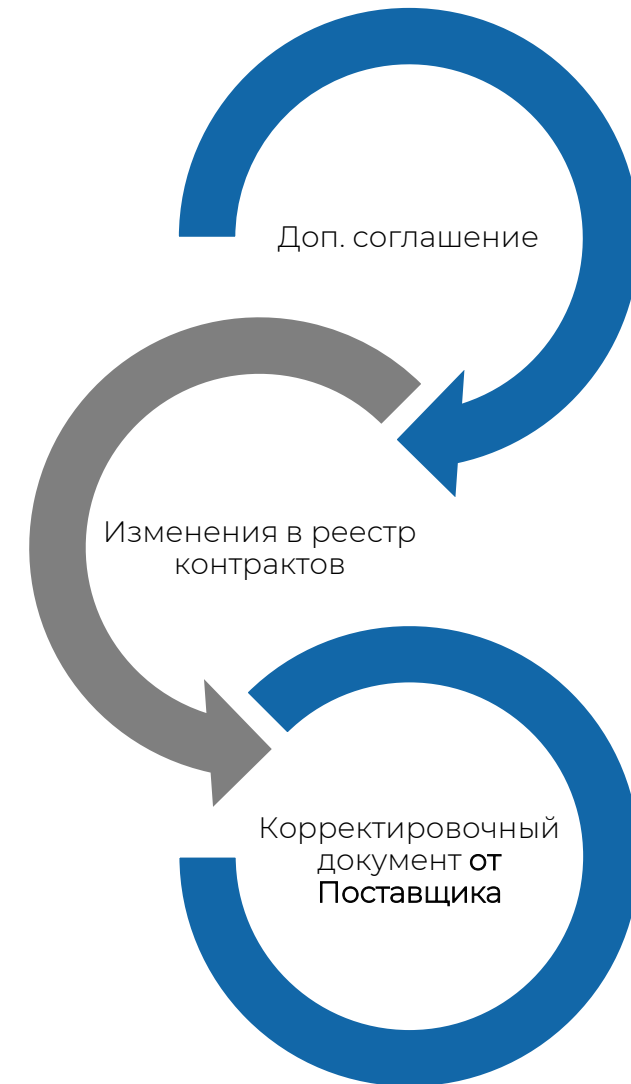 Доп. соглашение
Изменения в реестр
контрактов
Корректировочный
документ от
Поставщика